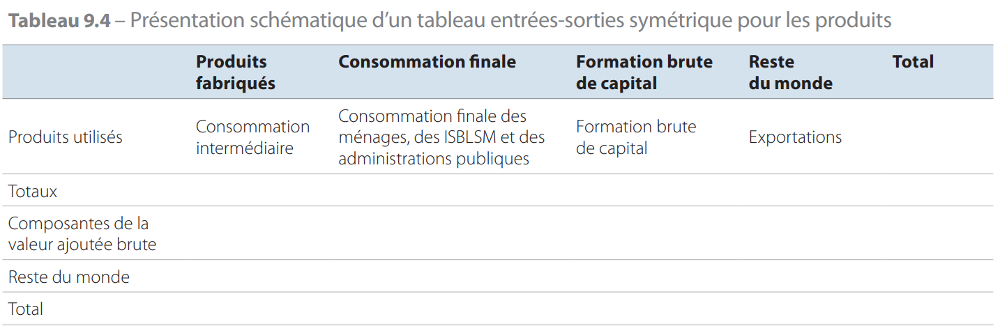 Tableau 9.4 – Présentation schématique d’un tableau entrées-sorties symétrique pour les produits
Produits
fabriqués
Consommation finale
Formation brute
de capital
Reste
du monde
Total
Produits utilisés
Consommation
intermédiaire
Consommation finale des
ménages, des ISBLSM et des
administrations publiques
Formation brute
de capital
Exportations
Totaux
Composantes de la
valeur ajoutée brute
Reste du monde
Total